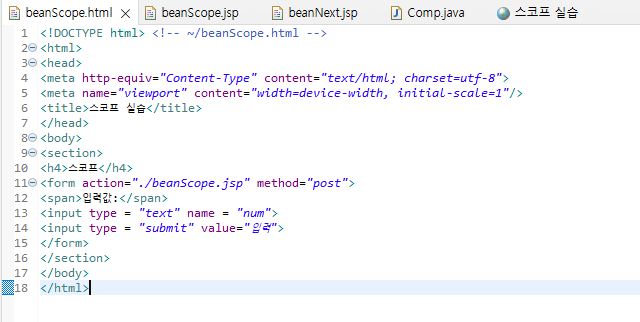 beanScope.html beanScope.jsp beanNext.jsp Comp.java 스코프 실습
1 <!DOCTYPE html> <!-- ~/beanScope.html -->
2 <html>
3 <head>
4 <meta http-equiv="Content-Type" content="text/html; charset=utf-8">
5 <meta name="viewport" content="width=device-width, initial-scale=1"/>
6 <title>스코프 실습</title>
7 </head>
8 <body>
9 <section>
10 <h4>스코프</h4>
11 <form action="./beanScope.jsp" method="post">
12 <span>입력값:</span>
13 <input type = "text" name = "num">
14 <input type = "submit" value="입력">
15 </form>
16 </section>
17 </body>
18 </html>